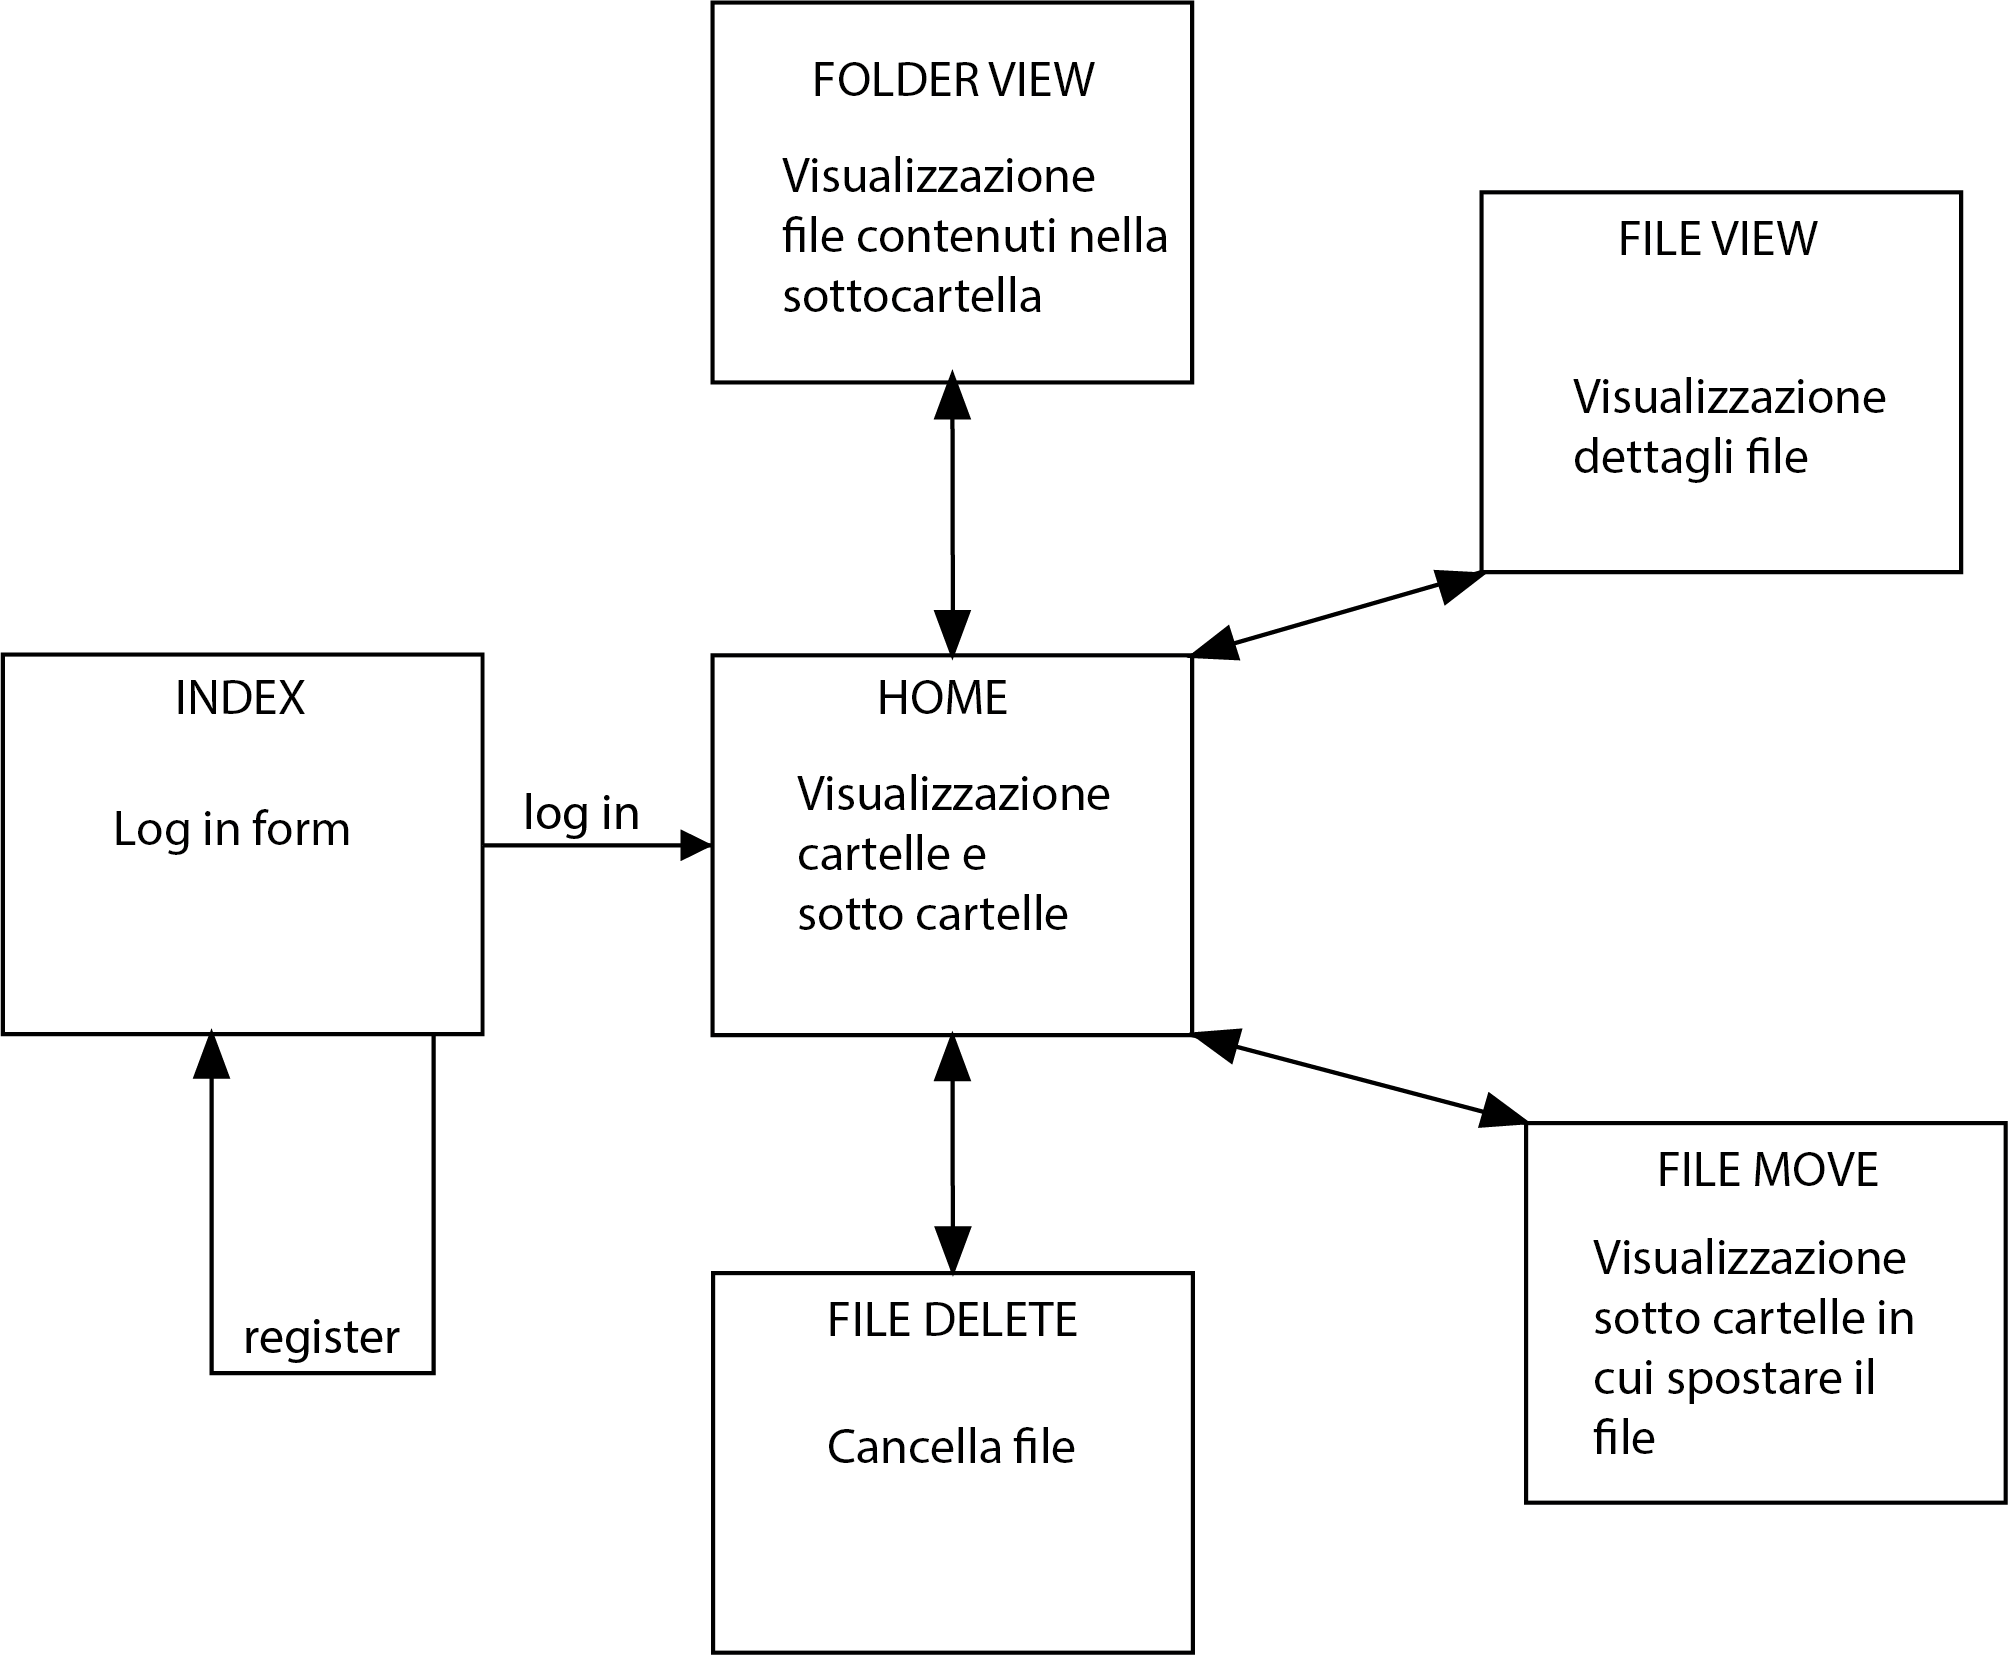 FOLDER VIEW
Visualizzazione
file contenuti nella
sottocartella
FILE VIEW
Visualizzazione
dettagli file
INDEX
Log in form
log in
HOME
Visualizzazione
cartelle e
sotto cartelle
register
FILE DELETE
Cancella file
FILE MOVE
Visualizzazione
sotto cartelle in
cui spostare il
file